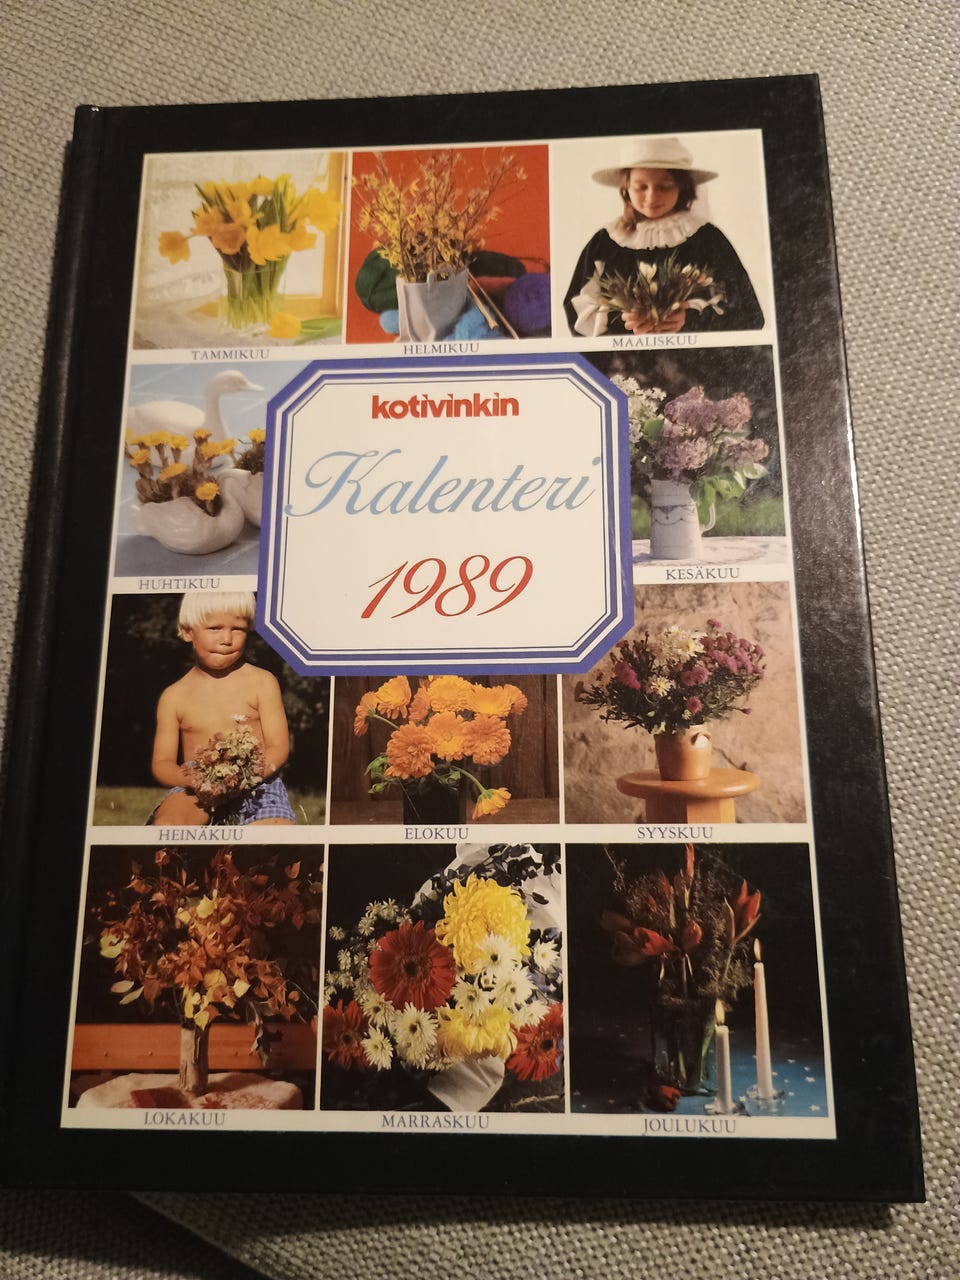 TAMMIKUU
HELMIKUU
MAALISKUU
kotivinkin
Kalenteri
1989
HUHTIKUU
KESÄKUU
HEINÄKUU
ELOKUU
SYYSKUU
LOKAKUU
MARRASKUU
JOULUKUU